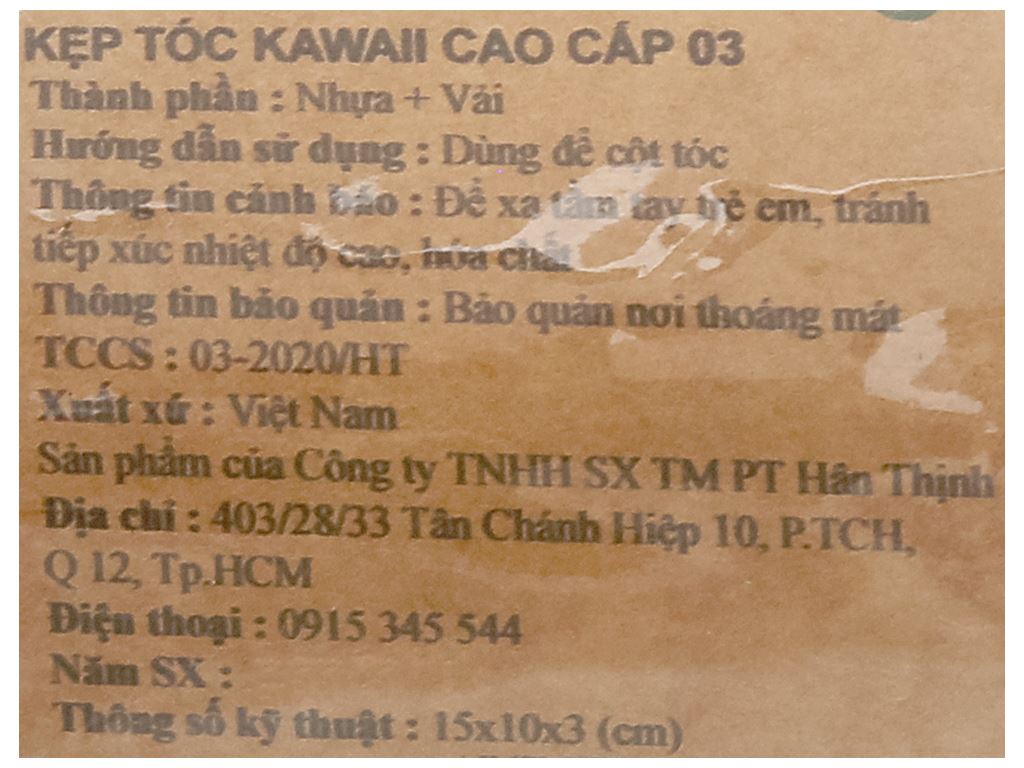 KẸP TÓC KAWAII CAO CẤP 03
Thành phần : Nhựa + Vải
Hướng dẫn sử dụng : Dùng để cột tóc
Thông tin cảnh báo : Để xa tầm tay trẻ em, tránh
tiếp xúc nhiệt độ cao, hóa chất
Thông tin bảo quản : Bảo quản nơi thoáng mát
TCCS : 03-2020/HT
Xuất xứ : Việt Nam
Sản phẩm của Công ty TNHH SX TM PT Hân Thịnh
Địa chỉ : 403/28/33 Tân Chánh Hiệp 10, P.TCH,
Q 12, Tp.HCM
Điện thoại : 0915 345 544
Năm SX :
Thông số kỹ thuật : 15x10x3 (cm)